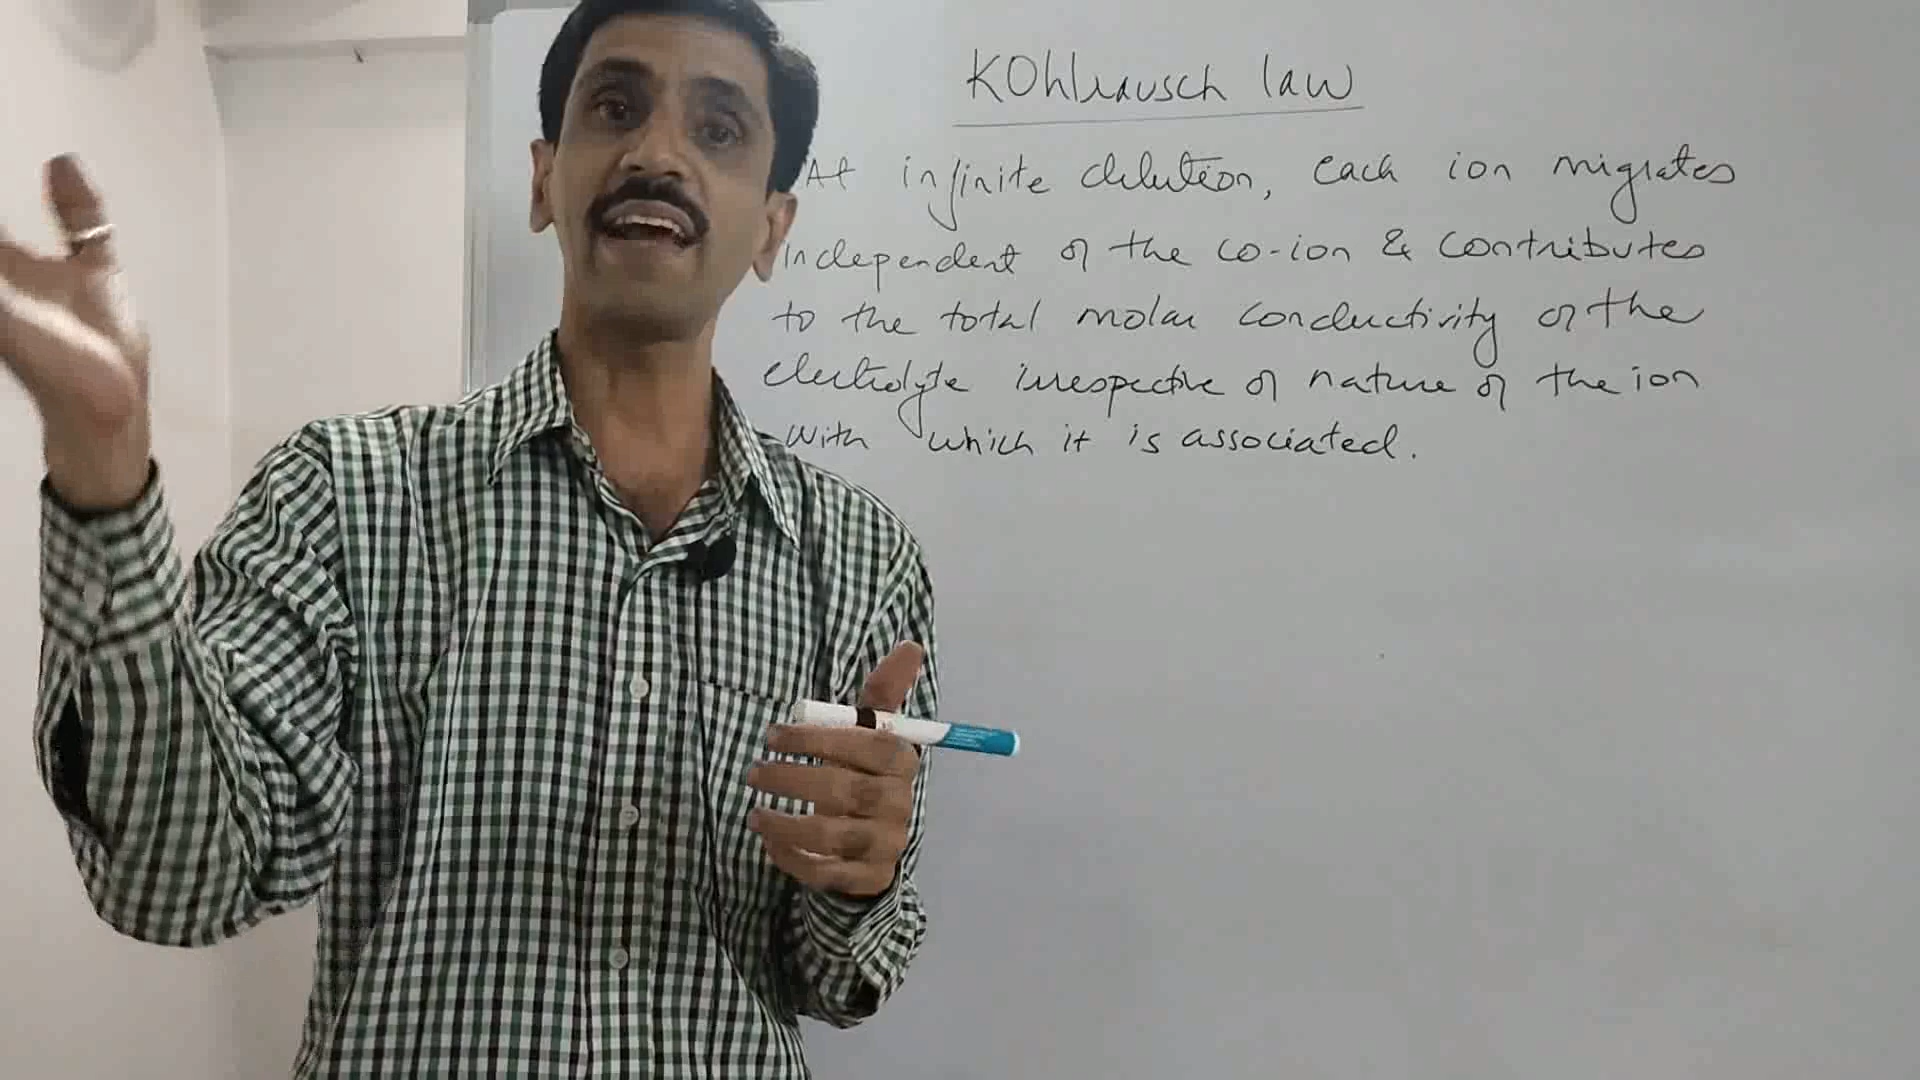 KOhlrausch law
At infinite dilution, each ion migrates
independent of the co-ion & contributes
to the total molar conductivity of the
electrolyte irrespective of nature of the ion
with which it is associated.